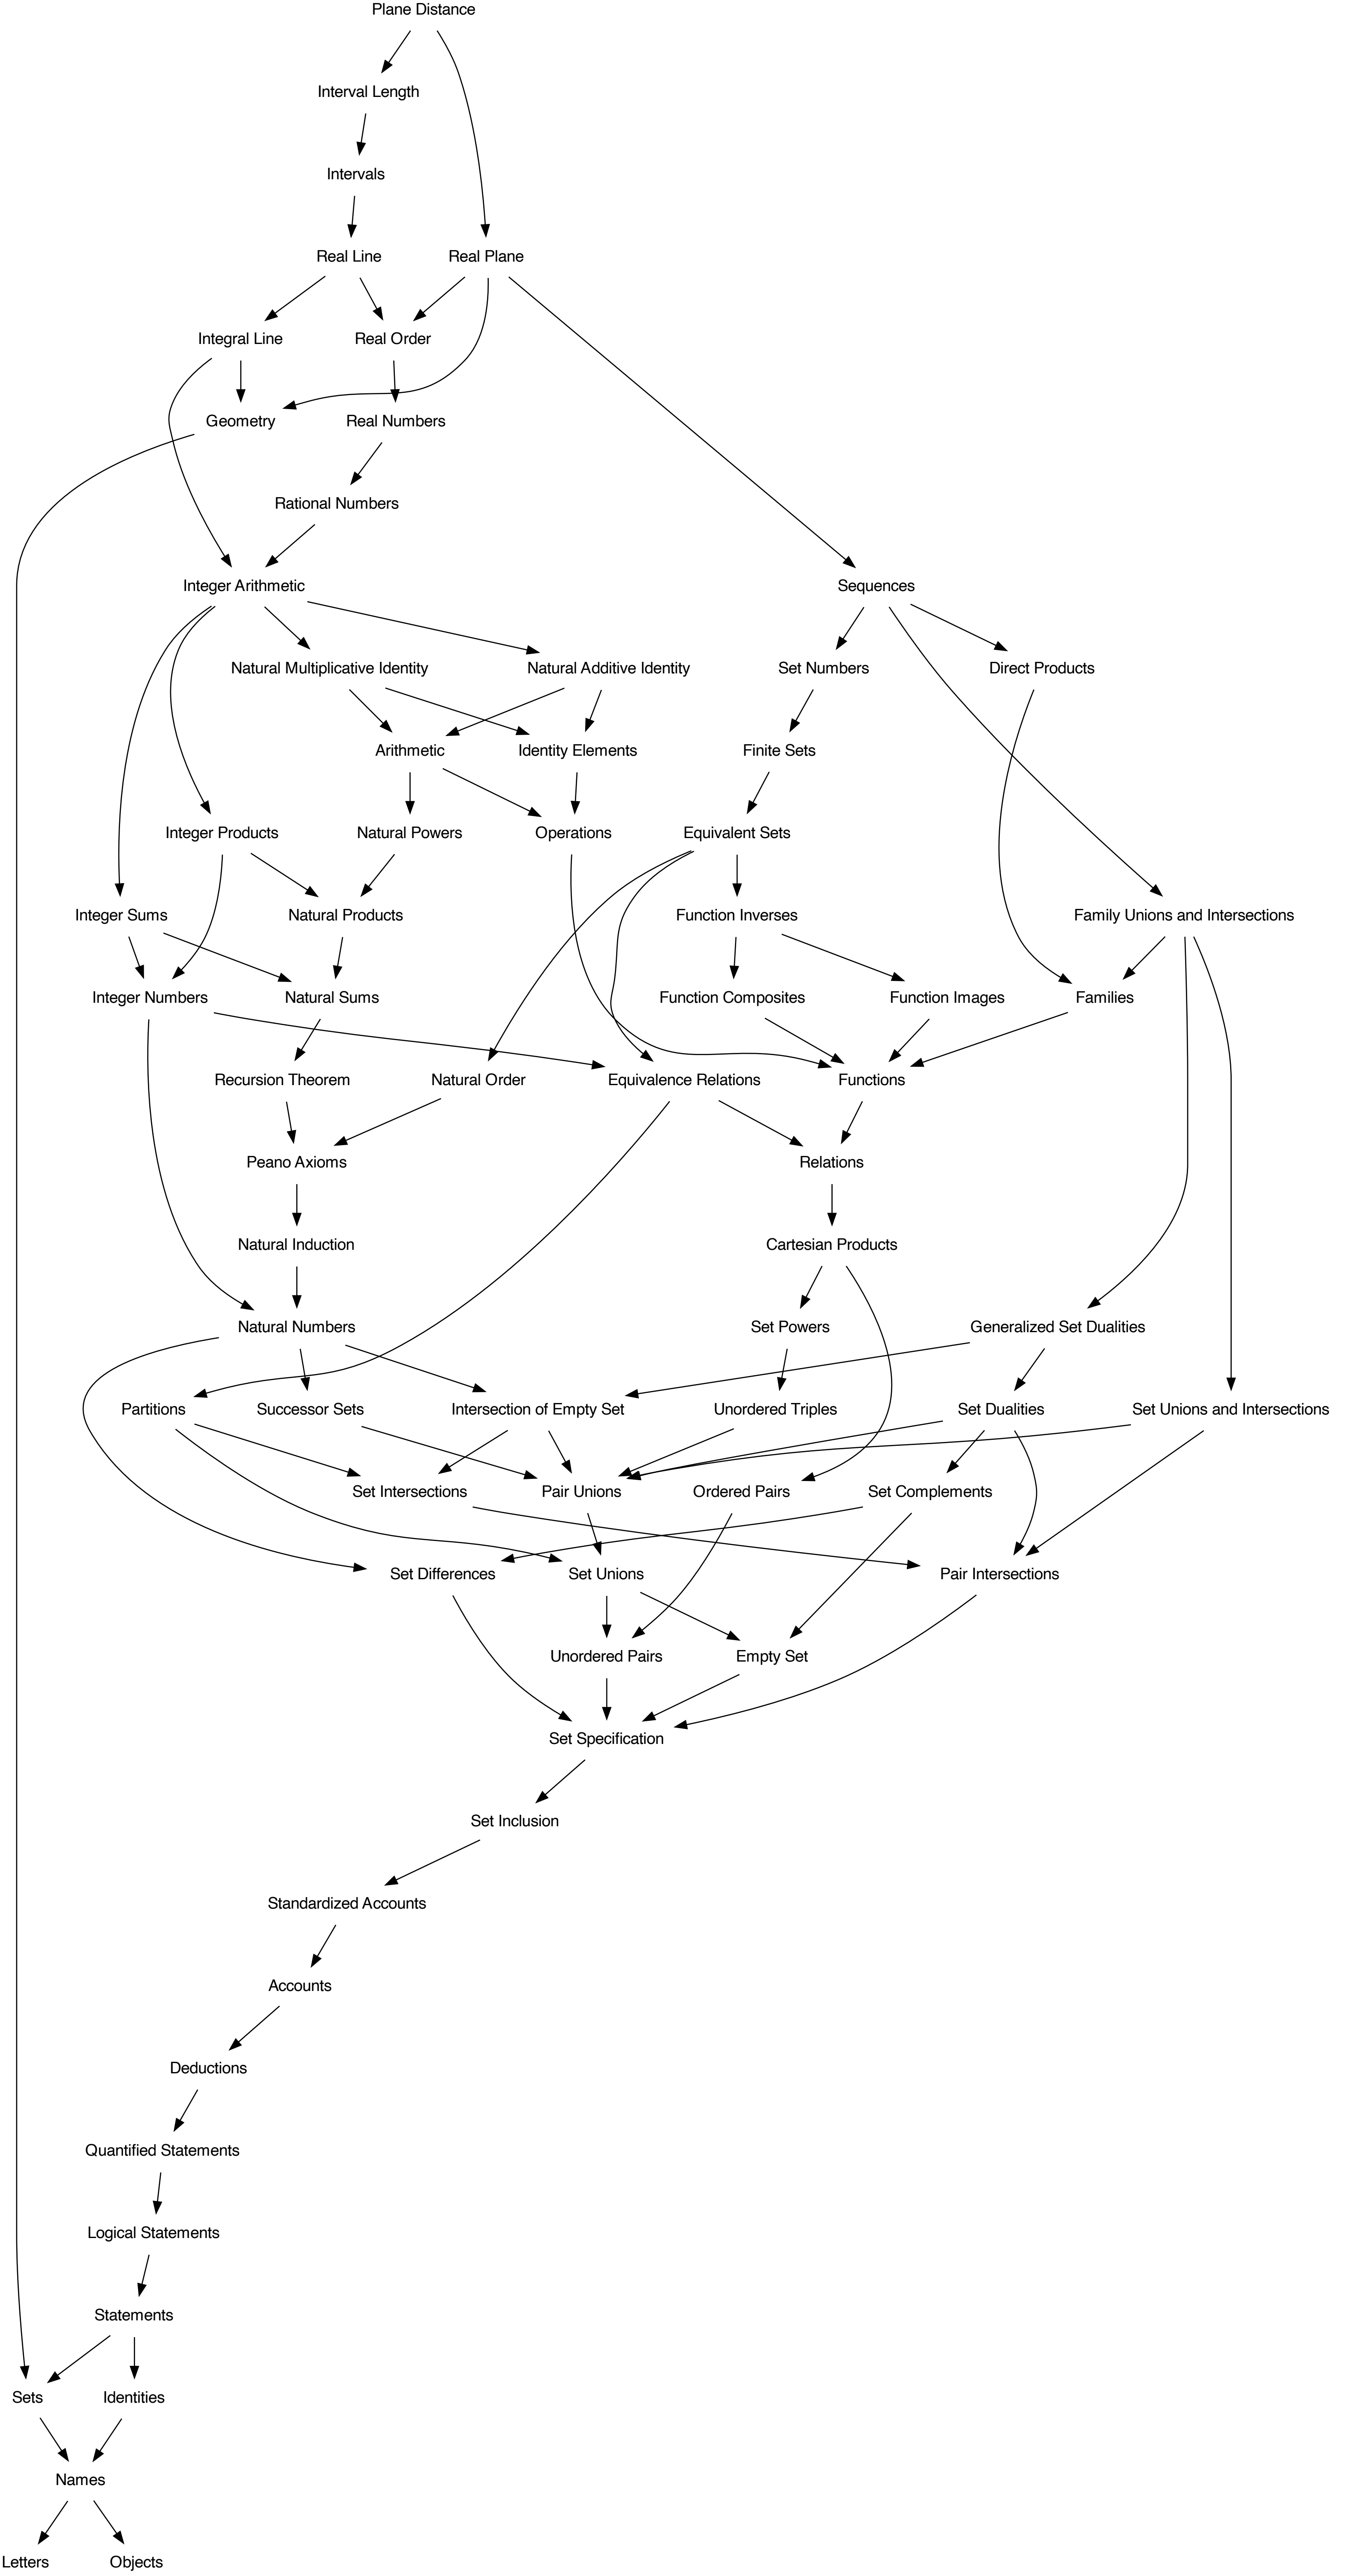 Plane Distance
Interval Length
Intervals
Real Line
Real Plane
Integral Line
Real Order
Geometry
Real Numbers
Rational Numbers
Integer Arithmetic
Sequences
Natural Multiplicative Identity
Natural Additive Identity
Set Numbers
Direct Products
Arithmetic
Identity Elements
Finite Sets
Integer Products
Natural Powers
Operations
Equivalent Sets
Integer Sums
Natural Products
Function Inverses
Family Unions and Intersections
Integer Numbers
Natural Sums
Function Composites
Function Images
Families
Recursion Theorem
Natural Order
Equivalence Relations
Functions
Peano Axioms
Relations
Natural Induction
Cartesian Products
Natural Numbers
Set Powers
Generalized Set Dualities
Partitions
Successor Sets
Intersection of Empty Set
Unordered Triples
Set Dualities
Set Unions and Intersections
Set Intersections
Pair Unions
Ordered Pairs
Set Complements
Set Differences
Set Unions
Pair Intersections
Unordered Pairs
Empty Set
Set Specification
Set Inclusion
Standardized Accounts
Accounts
Deductions
Quantified Statements
Logical Statements
Statements
Sets
Identities
Names
Letters
Objects